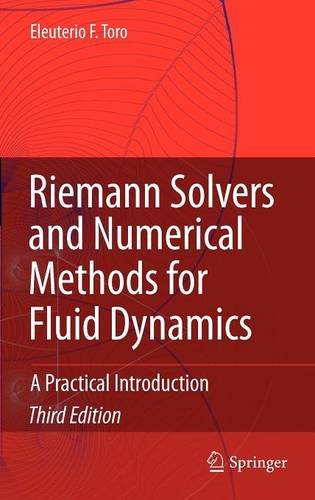 Eleuterio F. Toro
Riemann Solvers
and Numerical
Methods for
Fluid Dynamics
A Practical Introduction
Third Edition
Springer